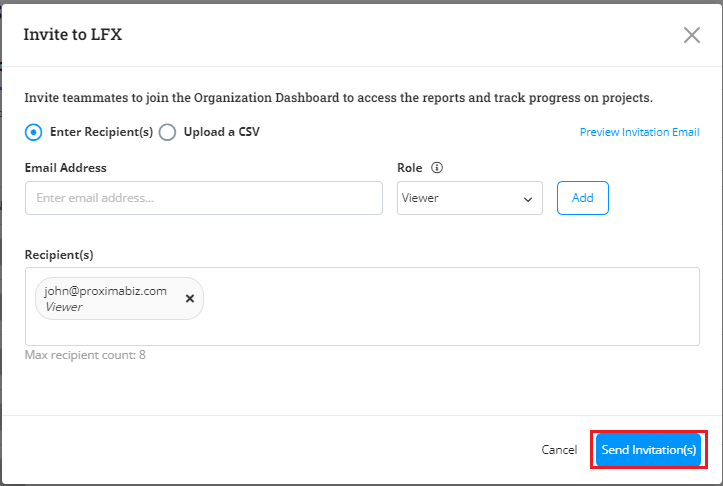 Invite to LFX
Invite teammates to join the Organization Dashboard to access the reports and track progress on projects.
Enter Recipient(s) Upload a CSV Preview Invitation Email
Email Address Role
Enter email address... Viewer Add
Recipient(s)
john@proximabiz.com
Viewer
Max recipient count: 8
Cancel Send Invitation(s)